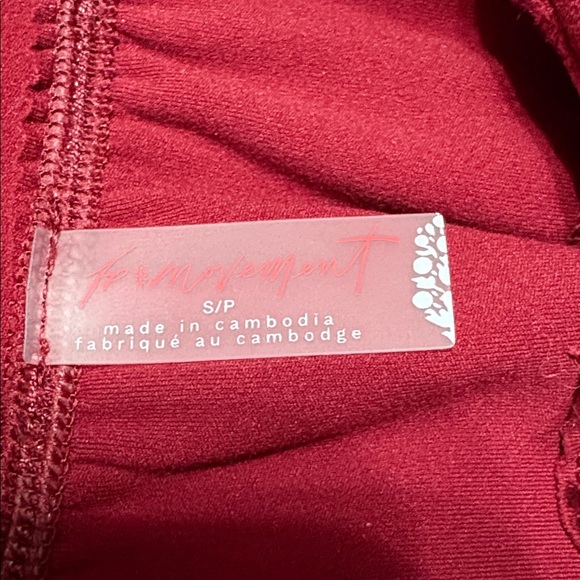 fp movement
S/P
made in cambodia
fabriqué au cambodge